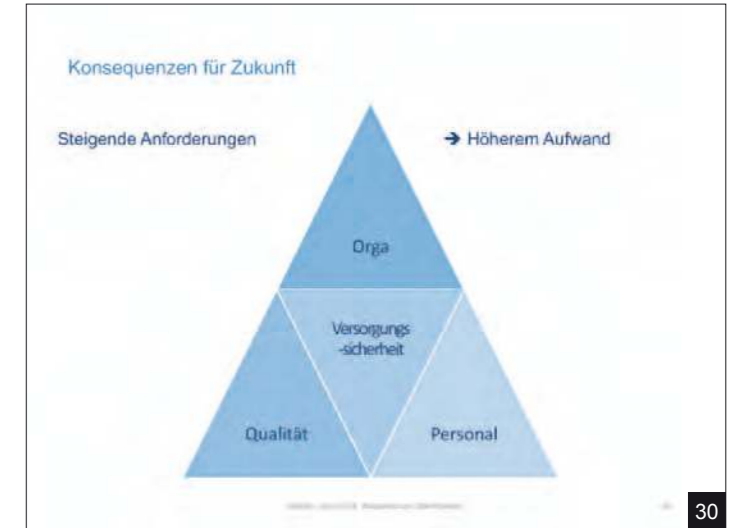 Konsequenzen für Zukunft
Steigende Anforderungen
➔ Höherem Aufwand
Orga
Versorgungs
-sicherheit
Qualität
Personal
30